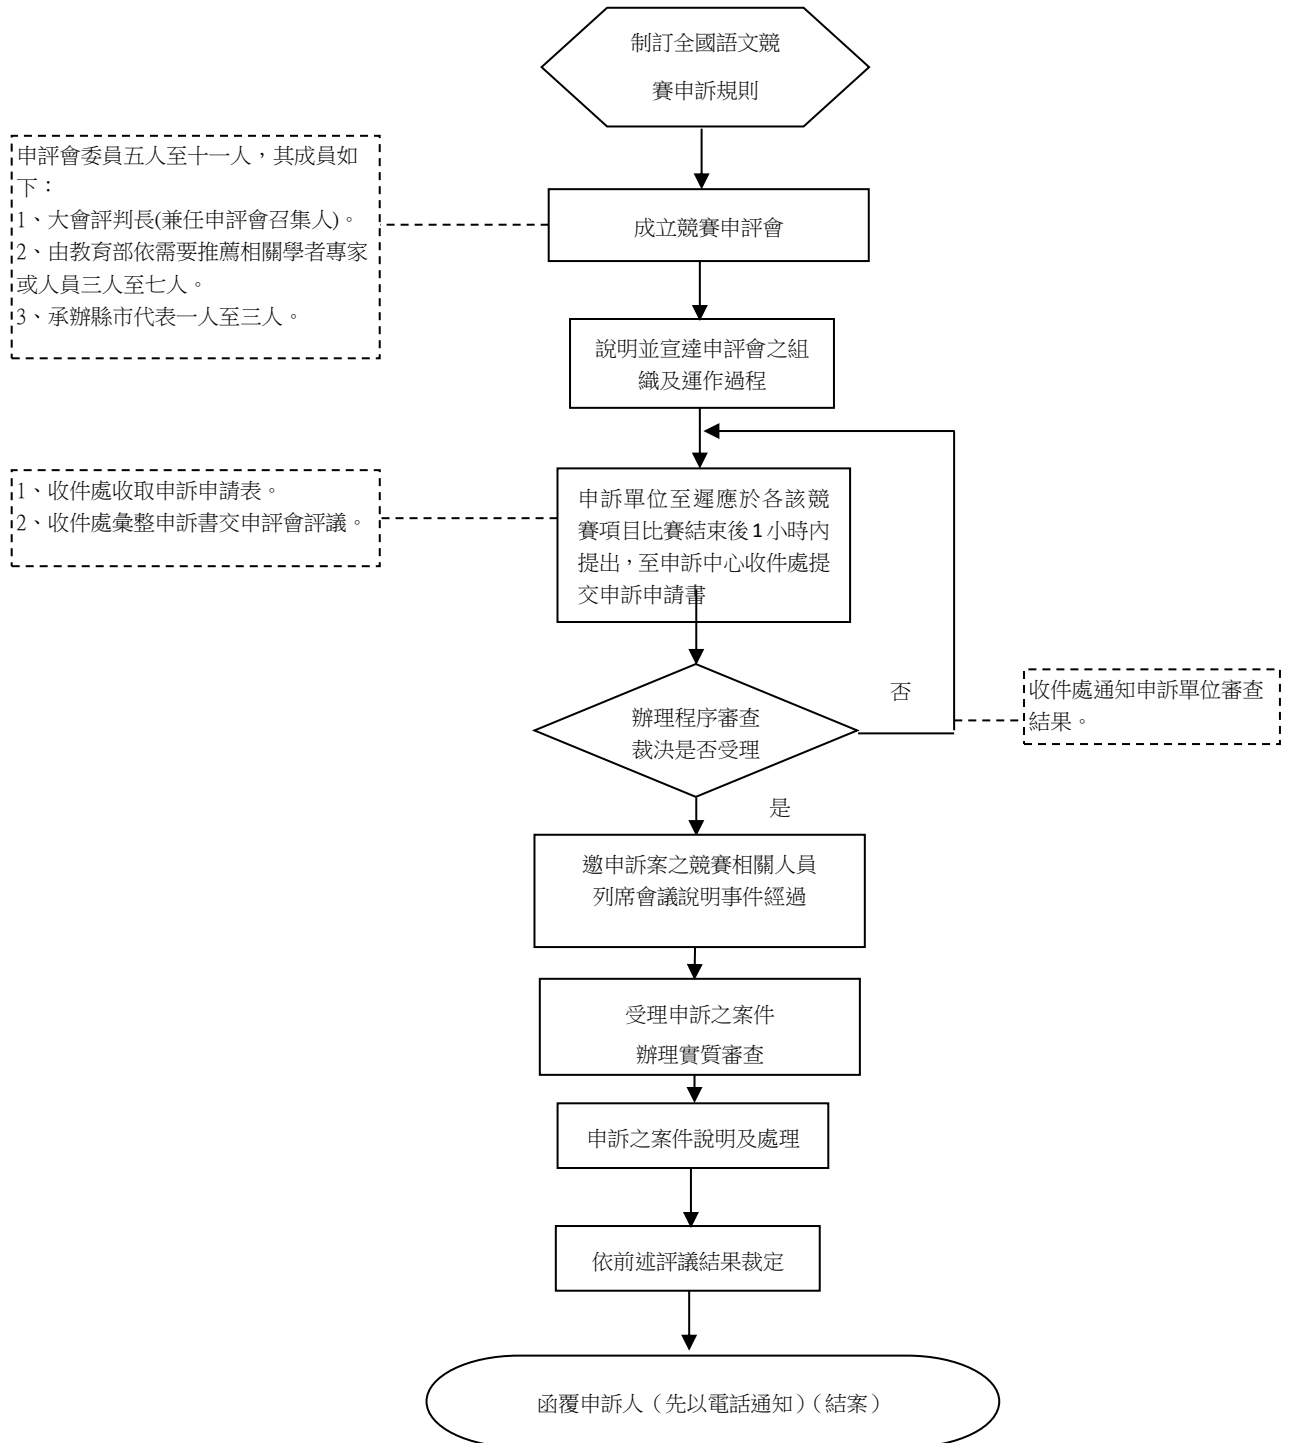 制訂全國語文競
賽申訴規則
申評會委員五人至十一人，其成員如
下：
1、大會評判長(兼任申評會召集人)。
2、由教育部依需要推薦相關學者專家
或人員三人至七人。
3、承辦縣市代表一人至三人。
成立競賽申評會
說明並宣達申評會之組
織及運作過程
1、收件處收取申訴申請表。
2、收件處彙整申訴書交申評會評議。
申訴單位至遲應於各該競
賽項目比賽結束後1小時內
提出，至申訴中心收件處提
交申訴申請書
辦理程序審查
裁決是否受理
否
收件處通知申訴單位審查
結果。
是
邀申訴案之競賽相關人員
列席會議說明事件經過
受理申訴之案件
辦理實質審查
申訴之案件說明及處理
依前述評議結果裁定
函覆申訴人（先以電話通知）（結案）